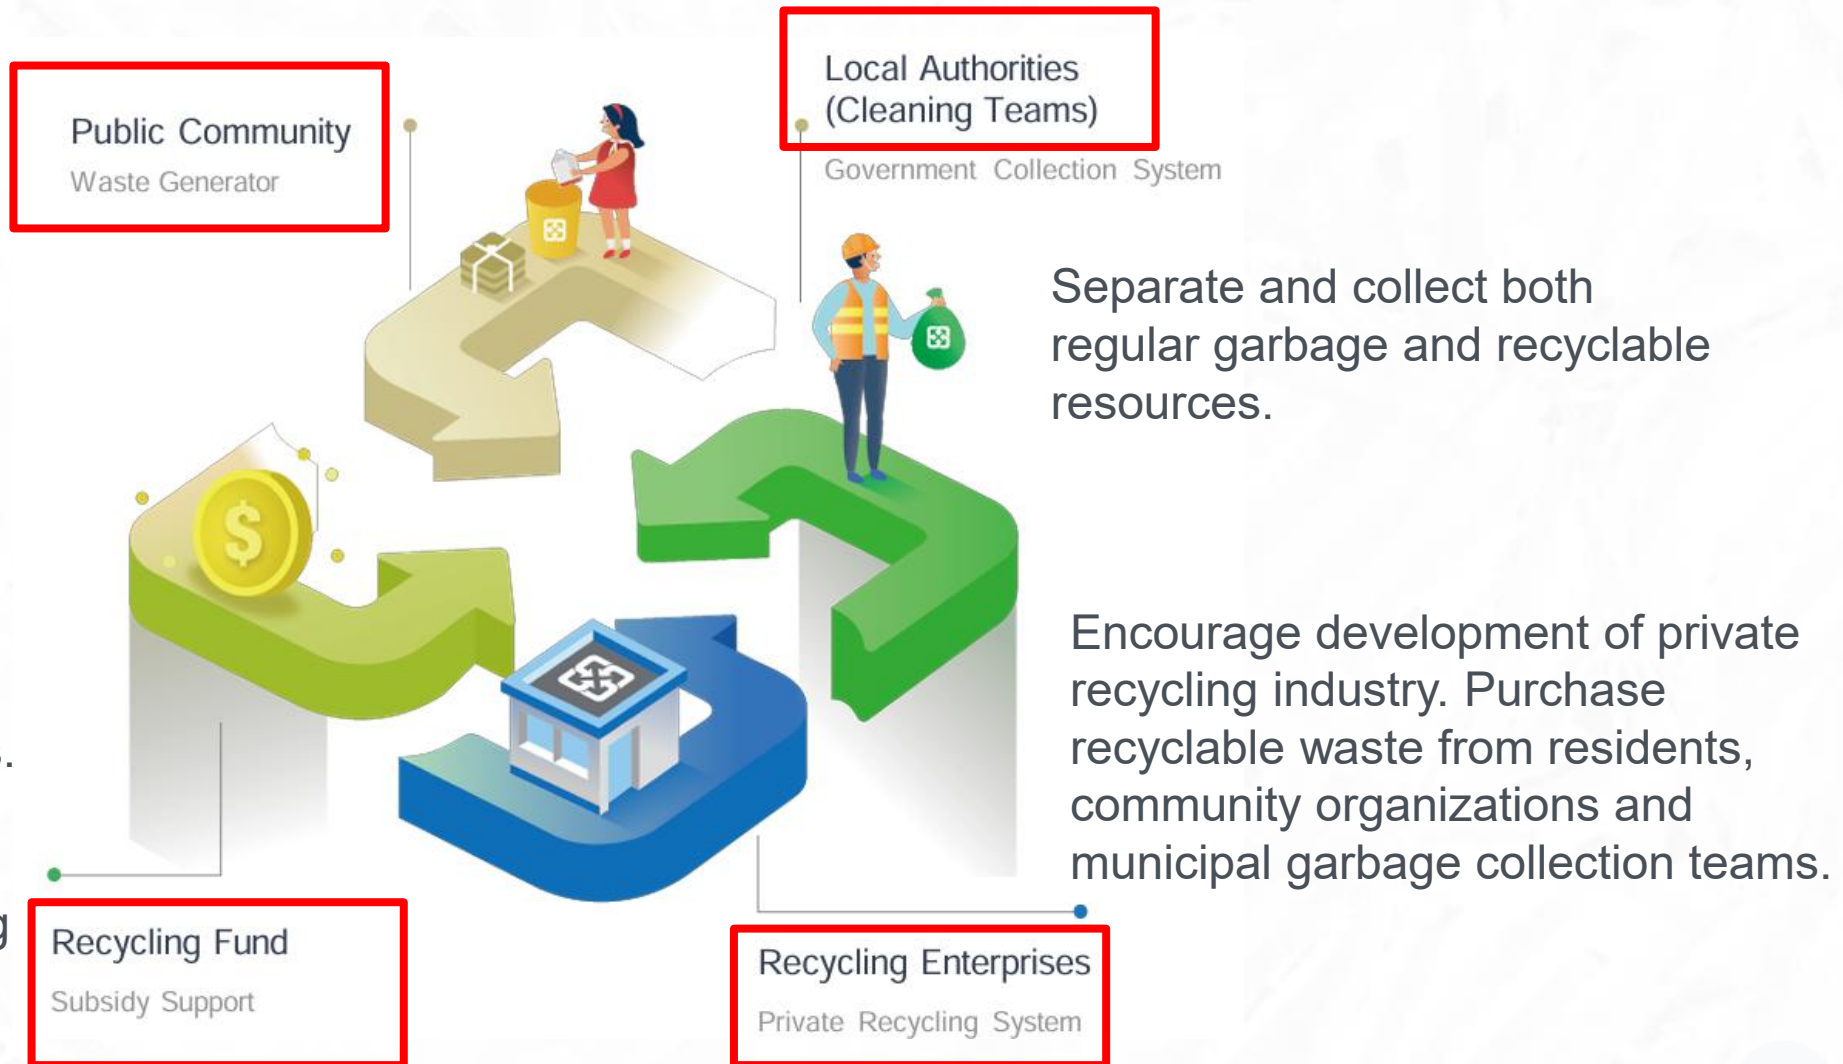 Public Community
Waste Generator
Local Authorities
(Cleaning Teams)
Government Collection System
Separate and collect both
regular garbage and recyclable
resources.
$
Encourage development of private
recycling industry. Purchase
recyclable waste from residents,
community organizations and
municipal garbage collection teams.
Recycling Fund
Subsidy Support
Recycling Enterprises
Private Recycling System